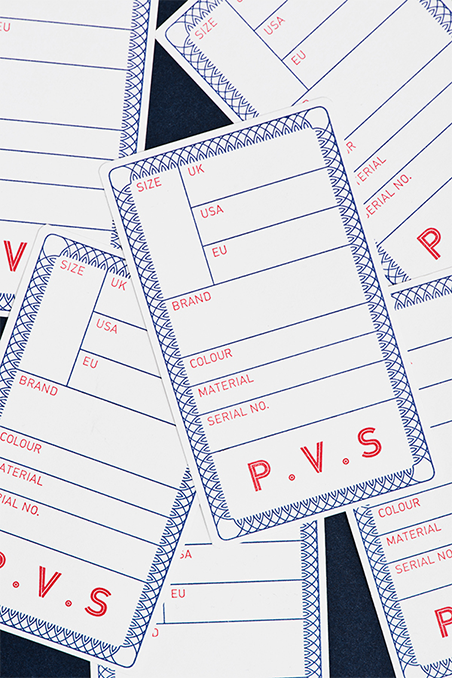 SIZE
USA
EU
MATERIAL
SERIAL NO.
P
V
SIZE UK
USA
EU
BRAND
COLOUR
MATERIAL
SERIAL NO.
P.V.S
SIZE UK
USA
EU
BRAND
COLOUR
MATERIAL
SERIAL NO.
P.V.S
EU
COLOUR
MATERIAL
SERIAL NO.
P